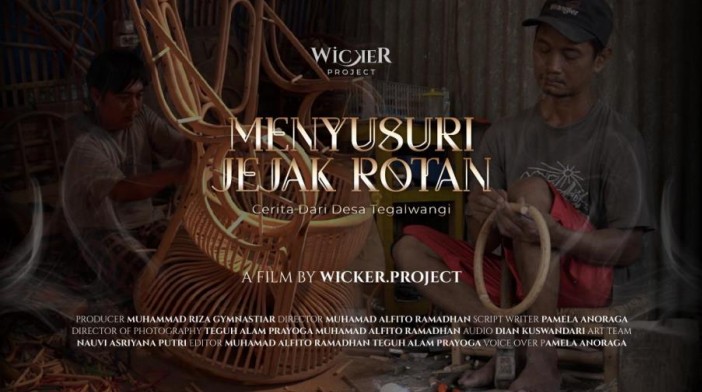 WiCKER
PROJECT
Wrangler
MENYUSURI
JEJAK ROTAN
Cerita Dari Desa Tegalwangi
A FILM BY WICKER.PROJECT
PRODUCER MUHAMMAD RIZA GYMNASTIAR DIRECTOR MUHAMAD ALFITO RAMADHAN SCRIPT WRITER PAMELA ANORAGA
DIRECTOR OF PHOTOGRAPHY TEGUH ALAM PRAYOGA MUHAMAD ALFITO RAMADHAN AUDIO DIAN KUSWANDARI ART TEAM
NAUVI ASRIYANA PUTRI EDITOR MUHAMAD ALFITO RAMADHAN TEGUH ALAM PRAYOGA VOICE OVER PAMELA ANORAGA